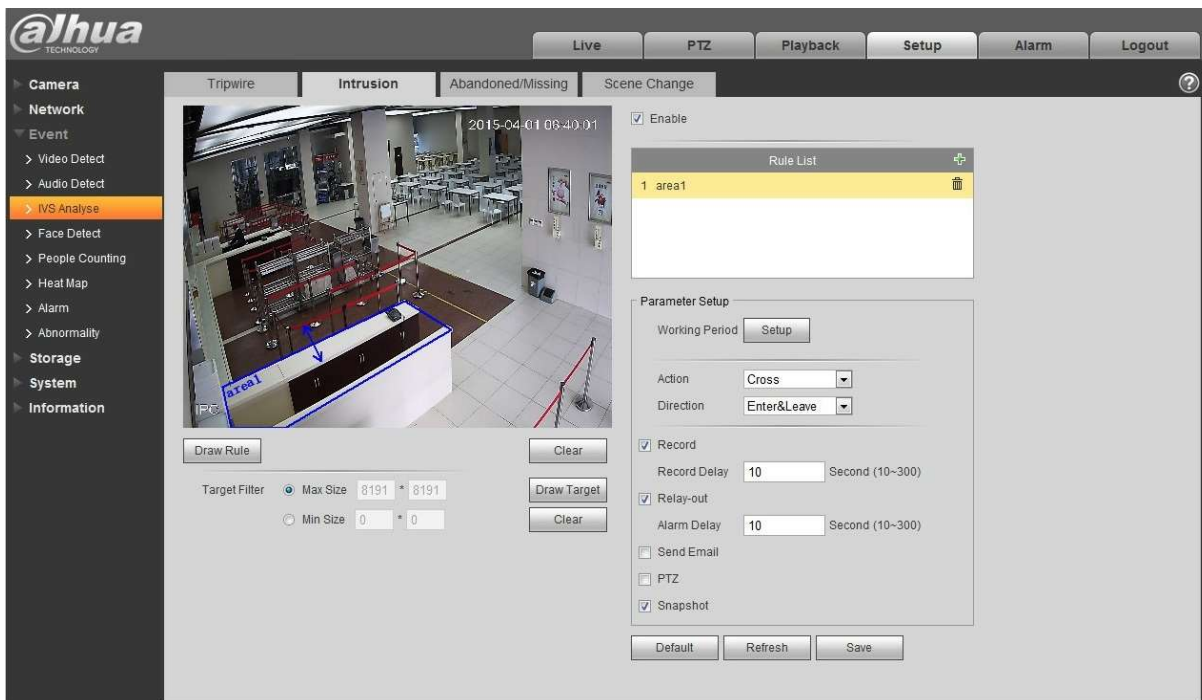 alhua
TECHNOLOGY
Live
PTZ
Playback
Setup
Alarm
Logout
Camera
Network
Event
> Video Detect
> Audio Detect
> IVS Analyse
> Face Detect
> People Counting
> Heat Map
> Alarm
> Abnormality
Storage
System
Information
Tripwire
Intrusion
Abandoned/Missing
Scene Change
?
2015-04-01 06:40:01
area1
IPC
Draw Rule
Clear
Target Filter
Max Size 8191 * 8191
Draw Target
Min Size 0 * 0
Clear
Enable
Rule List
1 area1
Parameter Setup
Working Period Setup
Action Cross
Direction Enter&Leave
Record
Record Delay 10 Second (10~300)
Relay-out
Alarm Delay 10 Second (10~300)
Send Email
PTZ
Snapshot
Default
Refresh
Save